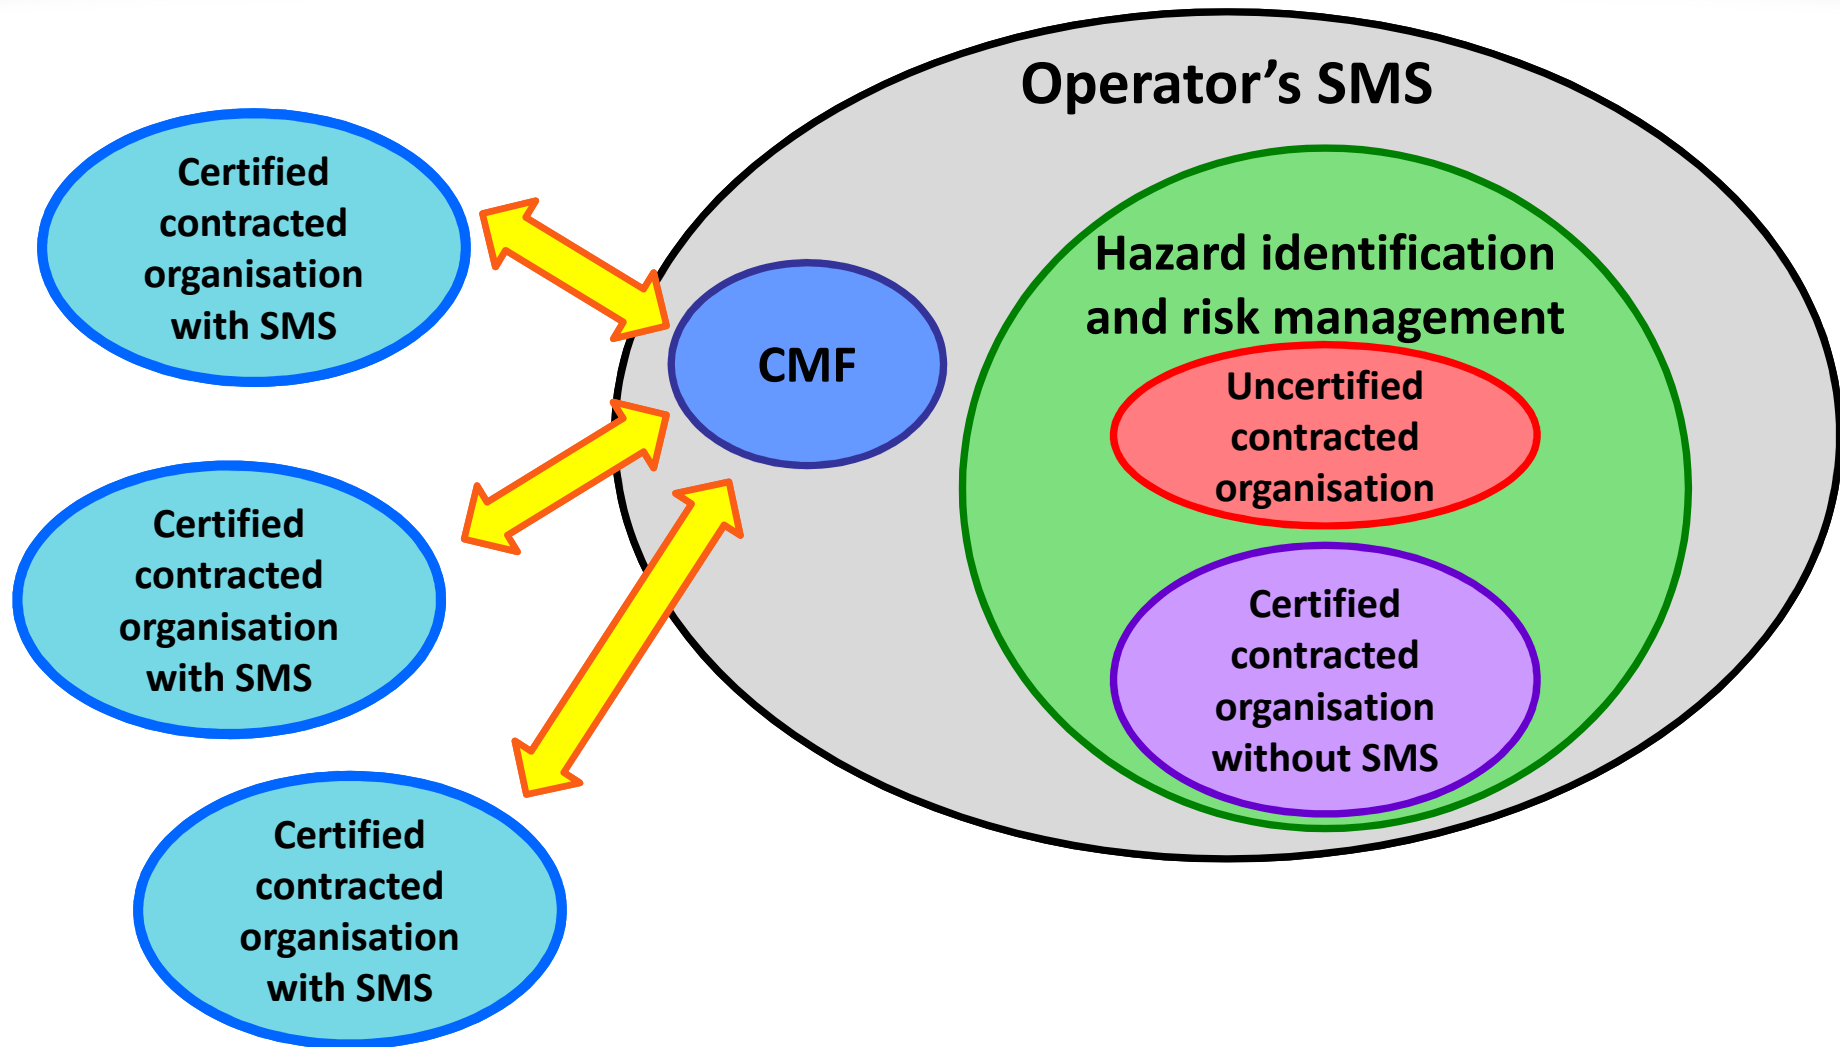 Operator’s SMS
Certified
contracted
organisation
with SMS
CMF
Hazard identification
and risk management
Uncertified
contracted
organisation
Certified
contracted
organisation
with SMS
Certified
contracted
organisation
without SMS
Certified
contracted
organisation
with SMS